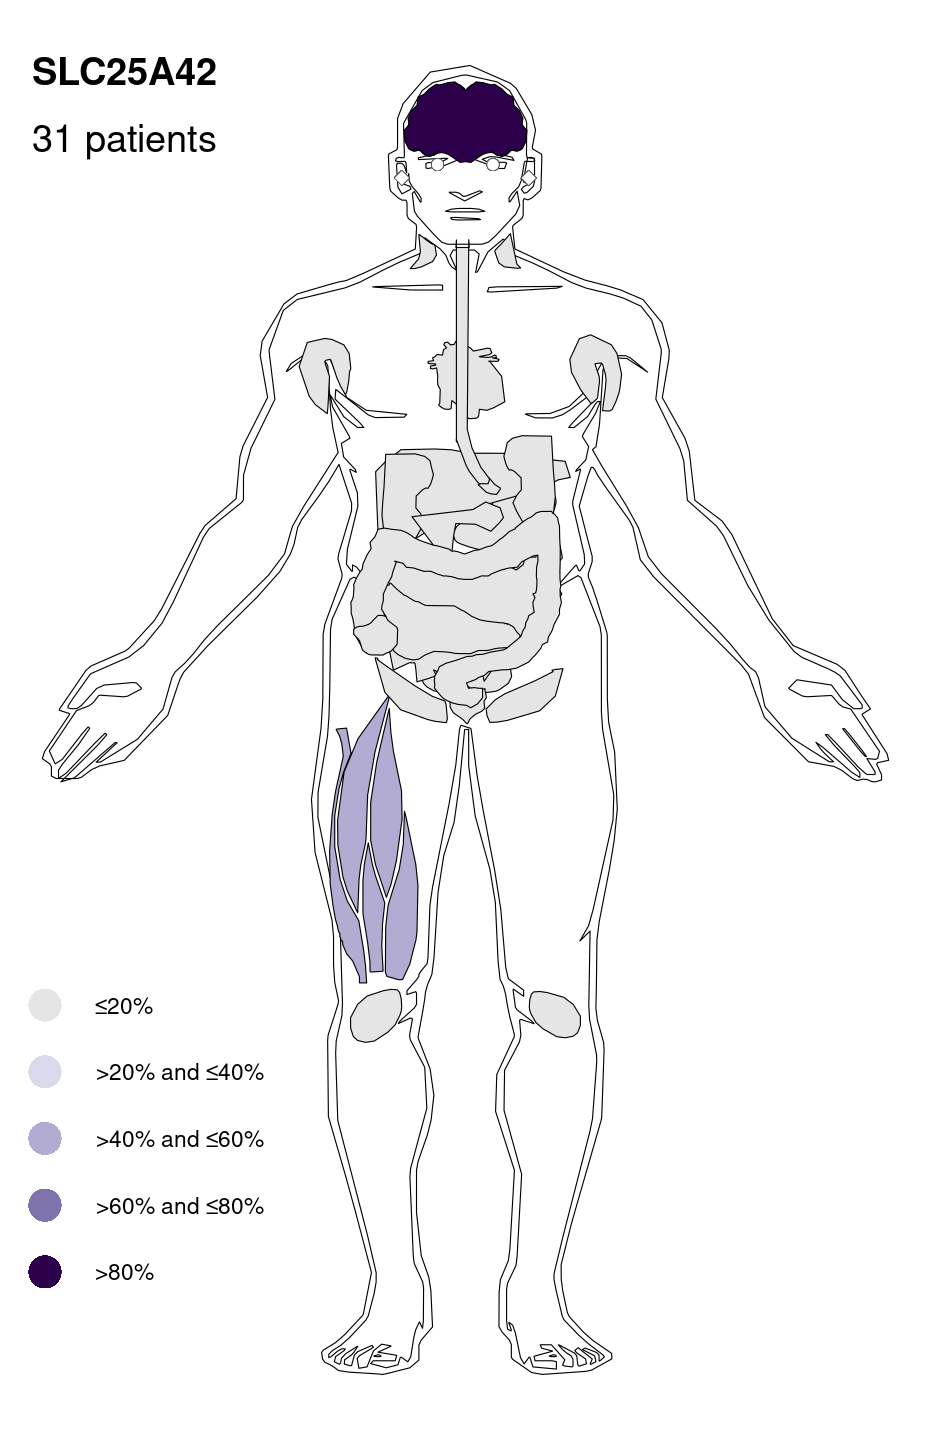 SLC25A42
31 patients
≤20%
>20% and ≤40%
>40% and ≤60%
>60% and ≤80%
>80%